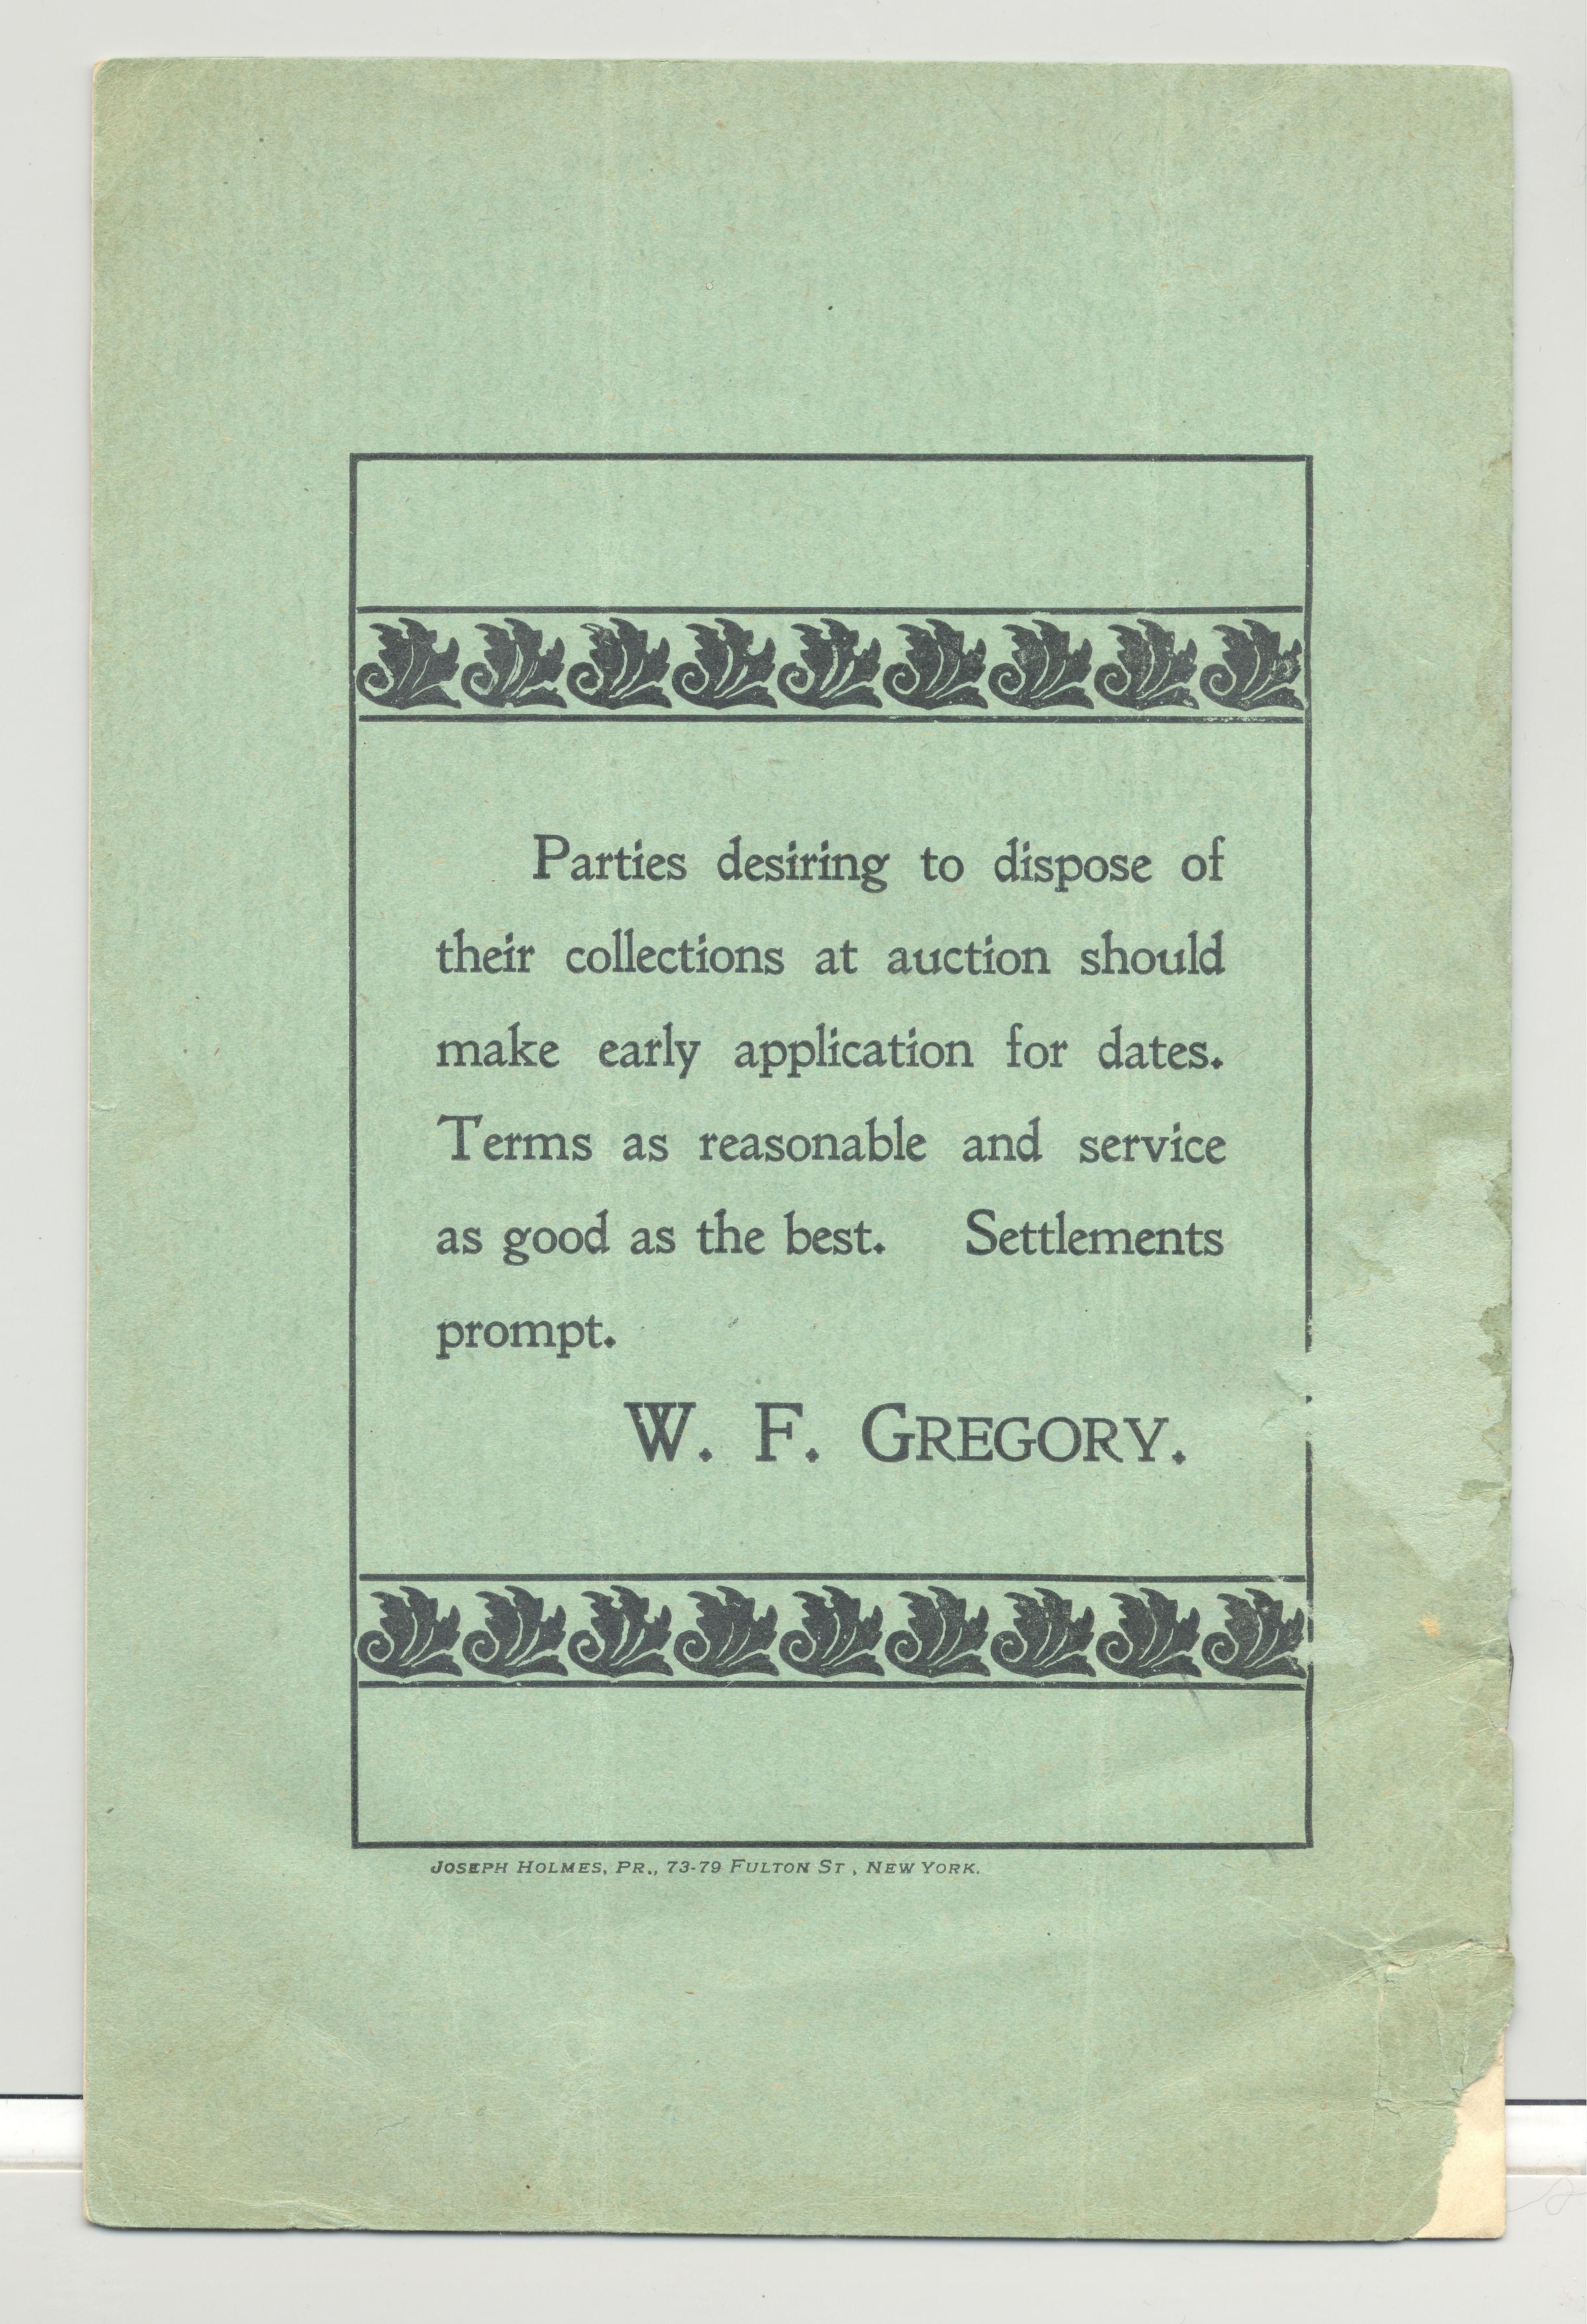 Parties desiring to dispose of
their collections at auction should
make early application for dates.
Terms as reasonable and service
as good as the best. Settlements
prompt.
W. F. GREGORY.
JOSEPH HOLMES, PR., 73-79 FULTON ST , NEW YORK.